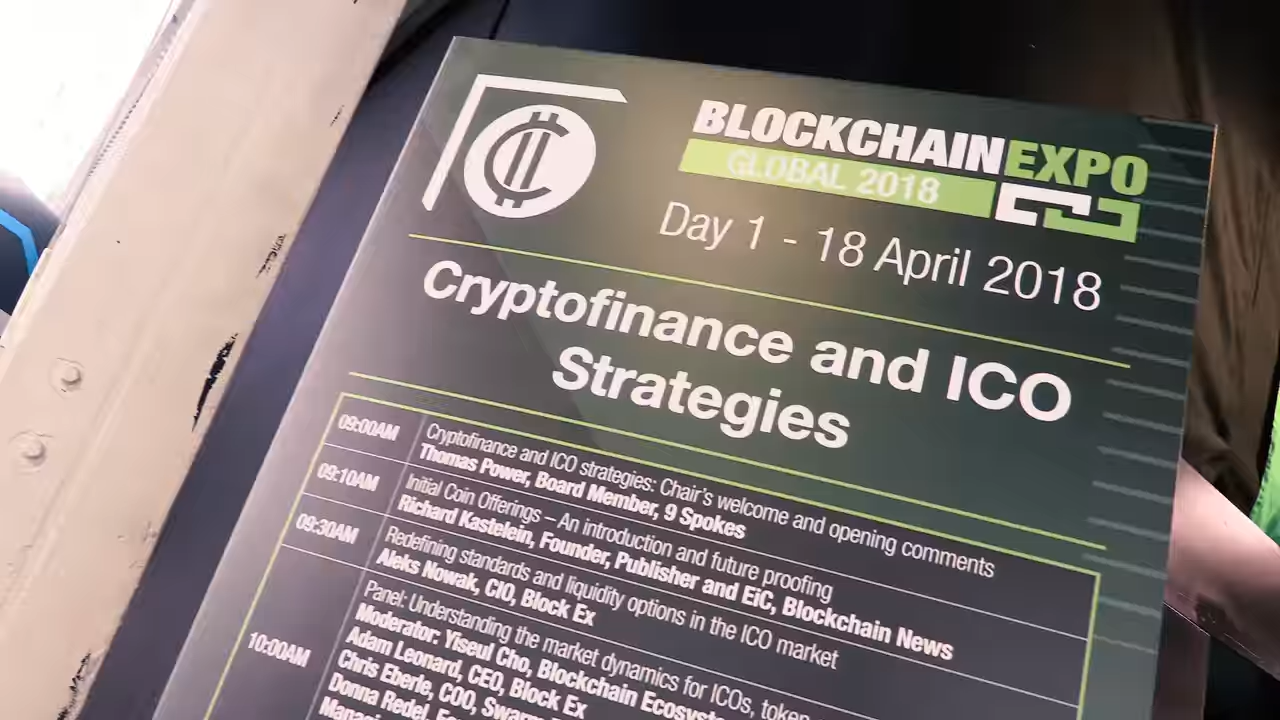 BLOCKCHAINEXPO
GLOBAL 2018
Day 1 - 18 April 2018
Cryptofinance and ICO
Strategies
09:00AM
Cryptofinance and ICO strategies: Chair's welcome and opening comments
Thomas Power, Board Member, 9 Spokes
09:10AM
Initial Coin Offerings – An introduction and future proofing
Richard Kastelein, Founder, Publisher and EiC, Blockchain News
09:30AM
Redefining standards and liquidity options in the ICO market
Aleks Nowak, CIO, Block Ex
10:00AM
Panel: Understanding the market dynamics for ICOs, token
Moderator: Yiseul Cho, Blockchain
Adam Leonard, CEO, Block Ex
Chris Eberle, COO,
Donna Redel,